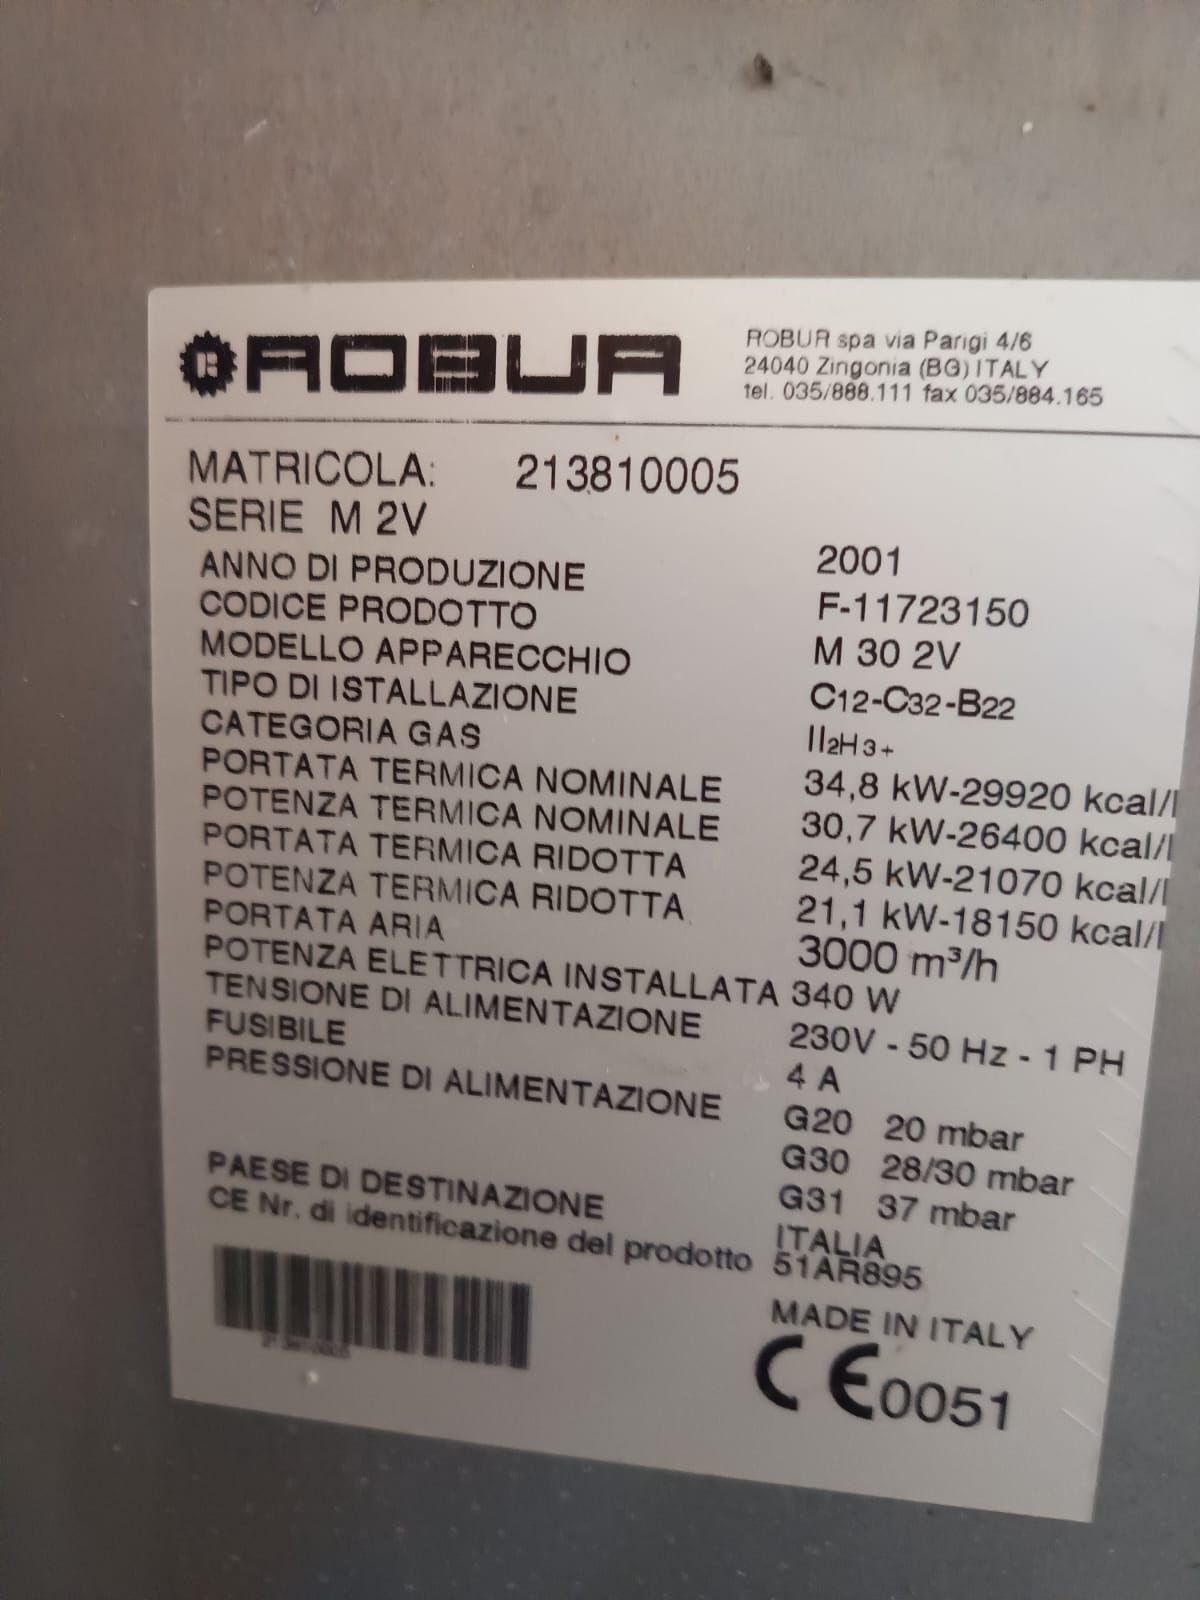 ROBUR
ROBUR spa via Parigi 4/6
24040 Zingonia (BG) ITALY
tel. 035/888.111 fax 035/884.165
MATRICOLA: 213810005
SERIE M 2V
ANNO DI PRODUZIONE 2001
CODICE PRODOTTO F-11723150
MODELLO APPARECCHIO M 30 2V
TIPO DI ISTALLAZIONE C12-C32-B22
CATEGORIA GAS II2H3+
PORTATA TERMICA NOMINALE 34,8 kW-29920 kcal/
POTENZA TERMICA NOMINALE 30,7 kW-26400 kcal/
PORTATA TERMICA RIDOTTA 24,5 kW-21070 kcal/
POTENZA TERMICA RIDOTTA 21,1 kW-18150 kcal/
PORTATA ARIA 3000 m³/h
POTENZA ELETTRICA INSTALLATA 340 W
TENSIONE DI ALIMENTAZIONE 230V - 50 Hz - 1 PH
FUSIBILE 4 A
PRESSIONE DI ALIMENTAZIONE G20 20 mbar
G30 28/30 mbar
G31 37 mbar
PAESE DI DESTINAZIONE ITALIA
CE Nr. di identificazione del prodotto 51AR895
MADE IN ITALY
CE 0051